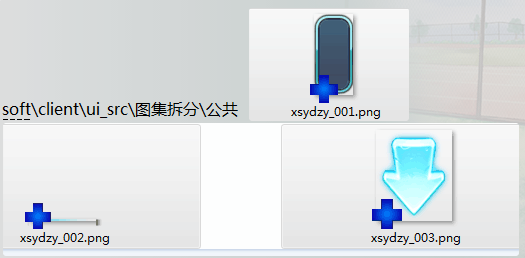 xsydzy_001.png
soft\client\ui_src\图集拆分\公共
xsydzy_002.png
xsydzy_003.png